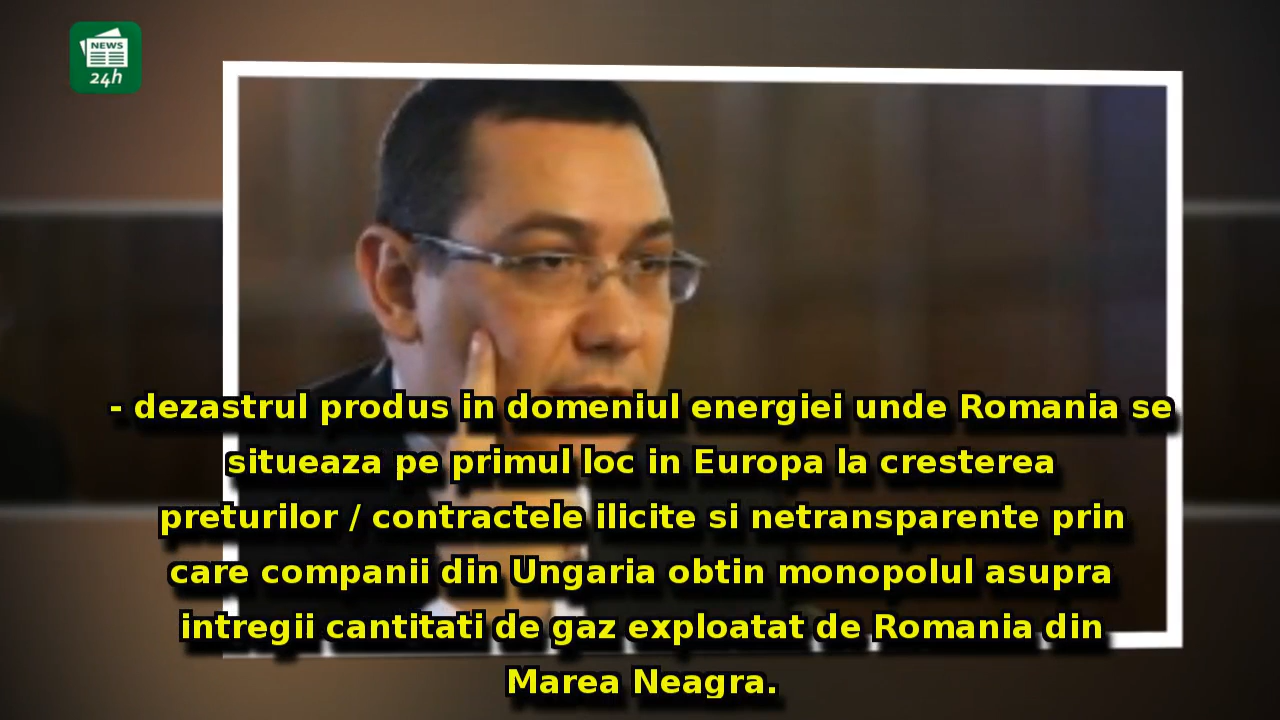 NEWS
24h
- dezastrul produs in domeniul energiei unde Romania se
situeaza pe primul loc in Europa la cresterea
preturilor / contractele ilicite si netransparente prin
care companii din Ungaria obtin monopolul asupra
intregii cantitati de gaz exploatat de Romania din
Marea Neagra.